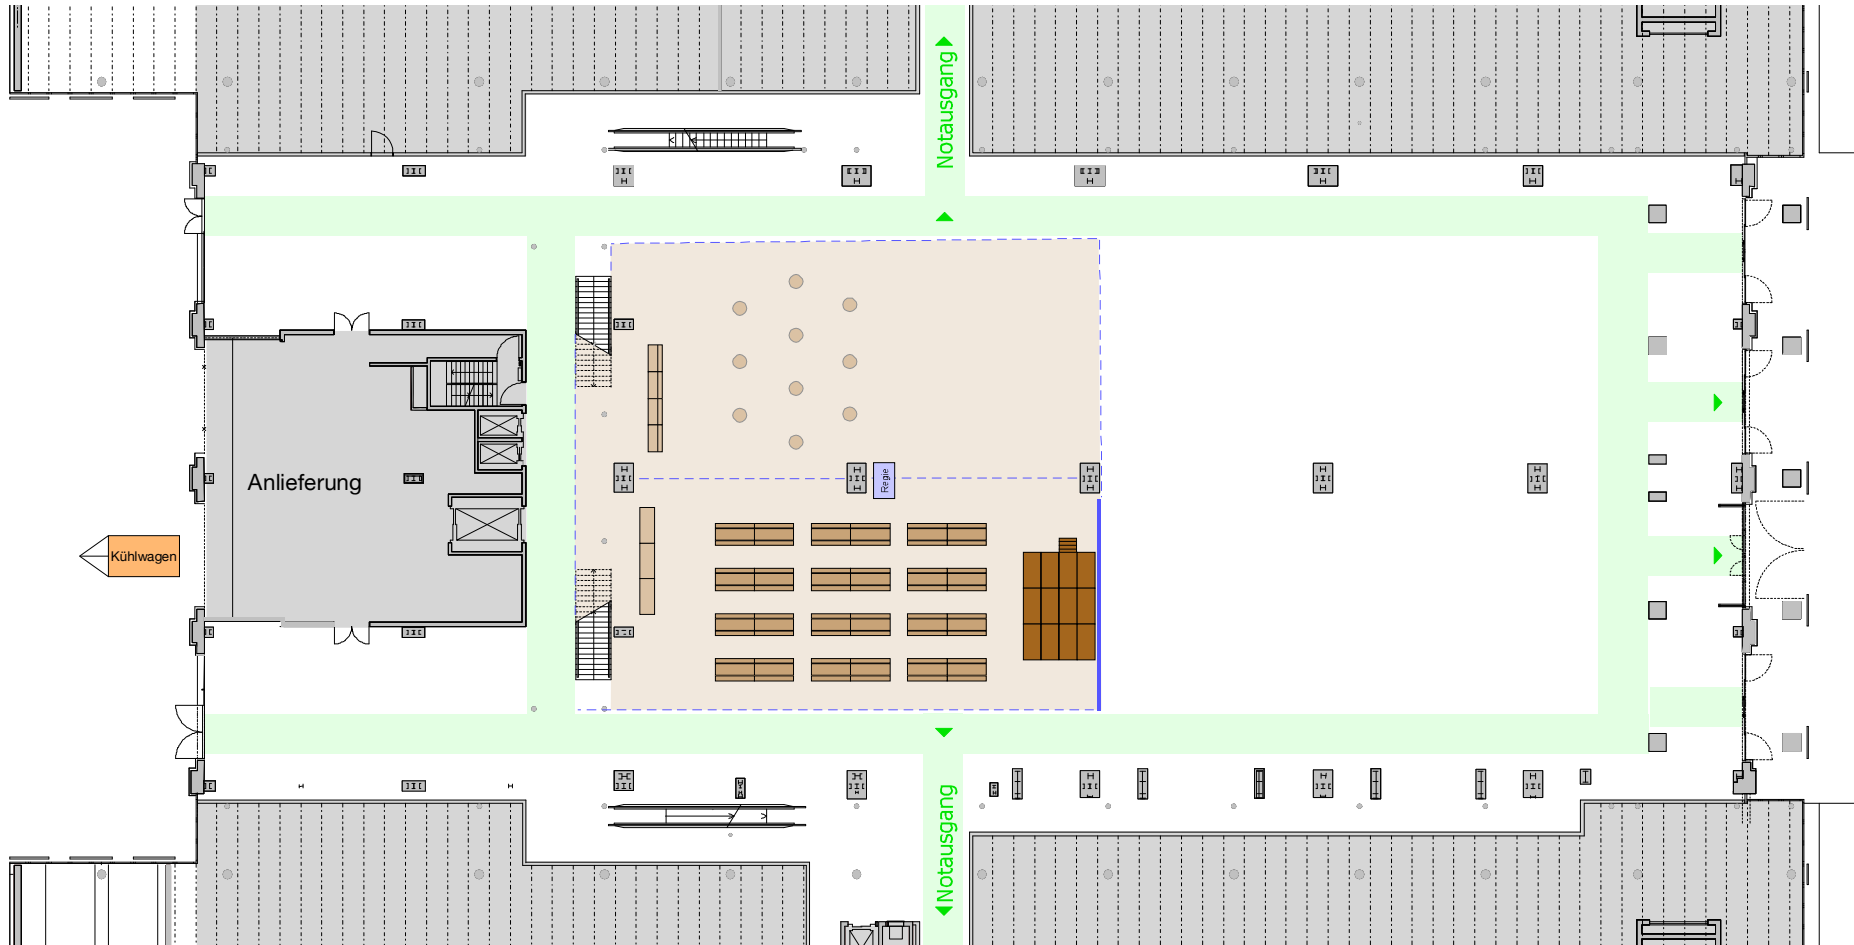 Notausgang
Anlieferung
Regie
Kühlwagen
Notausgang